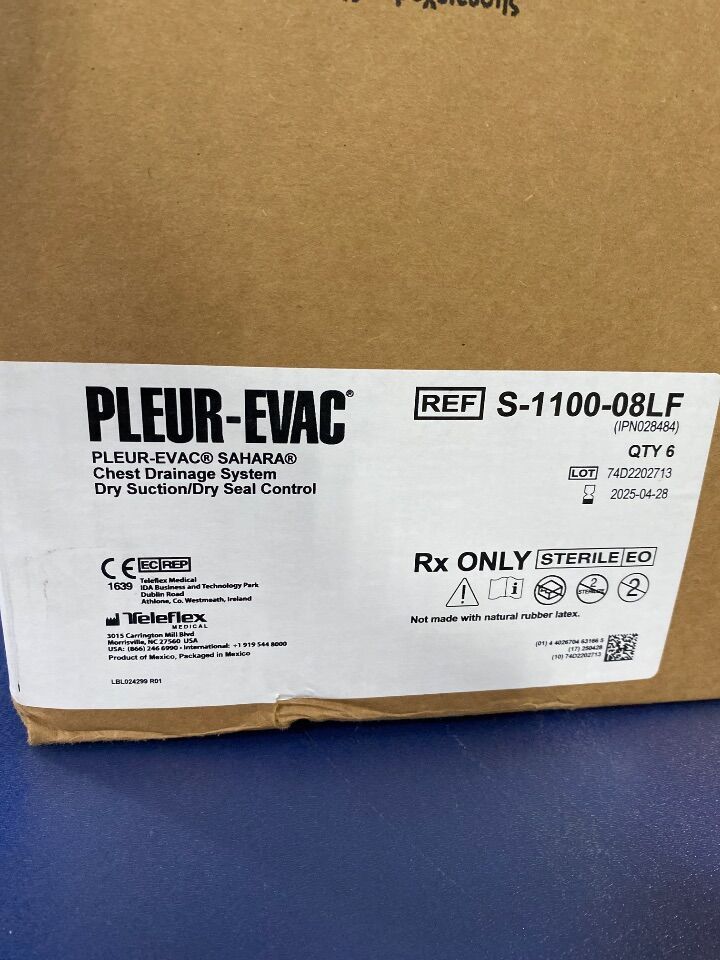 PLEUR-EVAC®
PLEUR-EVAC® SAHARA®
Chest Drainage System
Dry Suction/Dry Seal Control
REF S-1100-08LF
(IPN028484)
QTY 6
LOT 74D2202713
2025-04-28
CE EC REP
1639
Teleflex Medical
IDA Business and Technology Park
Dublin Road
Athlone, Co. Westmeath, Ireland
Teleflex
MEDICAL
3015 Carrington Mill Blvd
Morrisville, NC 27560 USA
USA: (866) 246 6990 • International: +1 919 544 8000
Product of Mexico, Packaged in Mexico
LBL024299 R01
Rx ONLY STERILE EO
2
STERILIZE
2
Not made with natural rubber latex.
(01) 4 4026704 63166 5
(17) 250428
(10) 74D2202713